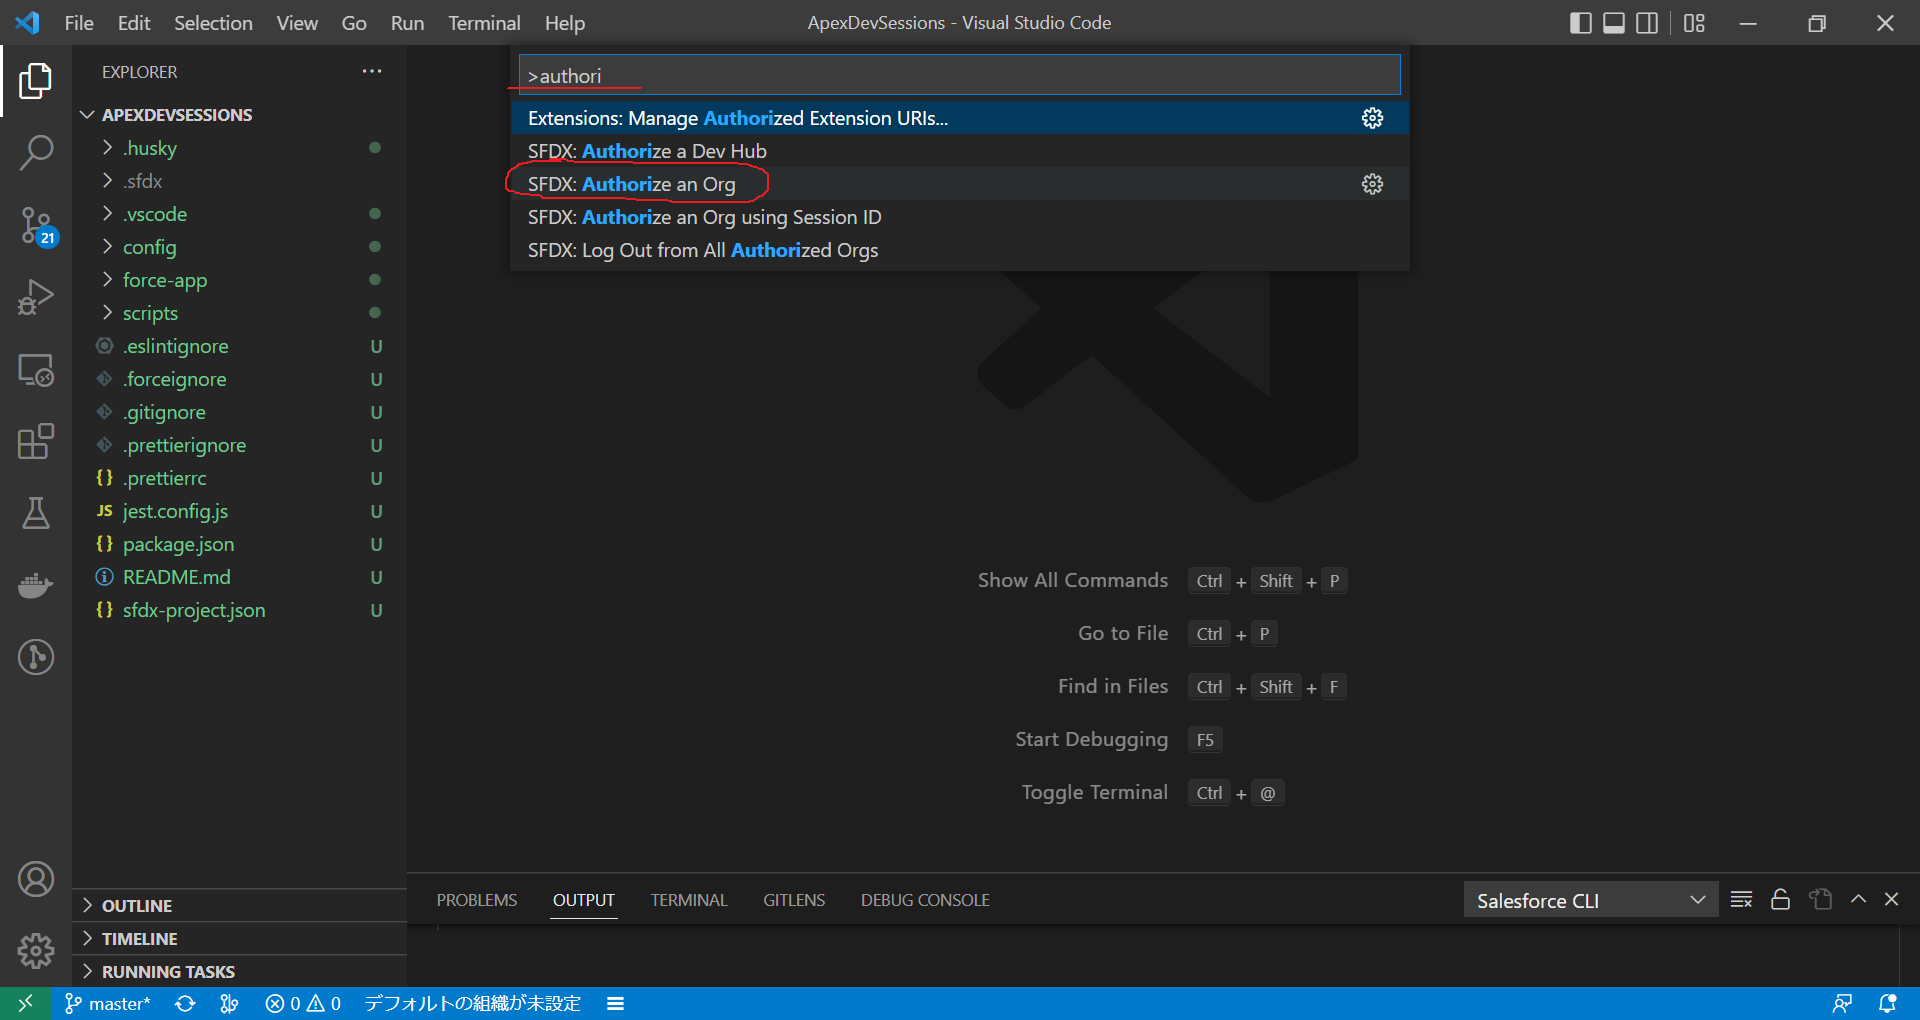 File Edit Selection View Go Run Terminal Help
ApexDevSessions - Visual Studio Code
EXPLORER
APEXDEVSESSIONS
.husky
.sfdx
.vscode
config
force-app
scripts
.eslintignore U
.forceignore U
.gitignore U
.prettierignore U
{} .prettierrc U
JS jest.config.js U
{} package.json U
README.md U
{} sfdx-project.json U
21
OUTLINE
TIMELINE
RUNNING TASKS
>authori
Extensions: Manage Authorized Extension URIs...
SFDX: Authorize a Dev Hub
SFDX: Authorize an Org
SFDX: Authorize an Org using Session ID
SFDX: Log Out from All Authorized Orgs
Show All Commands Ctrl + Shift + P
Go to File Ctrl + P
Find in Files Ctrl + Shift + F
Start Debugging F5
Toggle Terminal Ctrl + @
PROBLEMS OUTPUT TERMINAL GITLENS DEBUG CONSOLE
Salesforce CLI
master* 0 0 デフォルトの組織が未設定